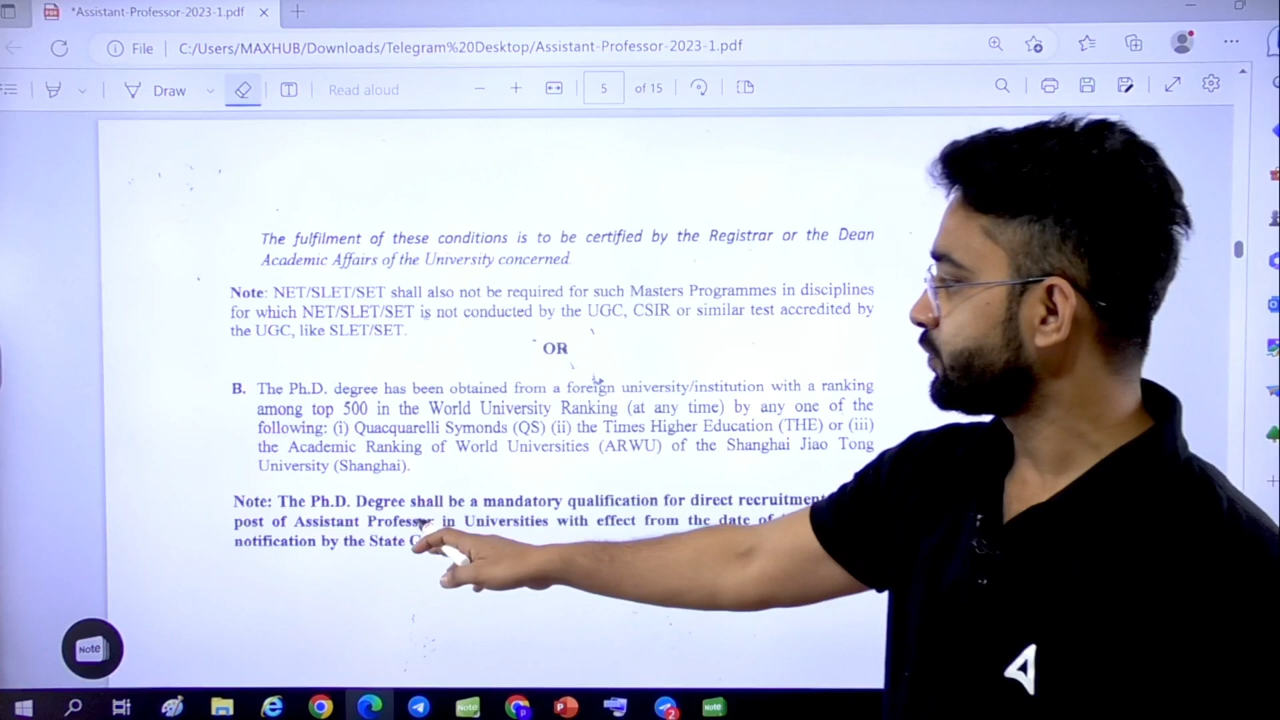 *Assistant-Professor-2023-1.pdf
File
C:/Users/MAXHUB/Downloads/Telegram%20Desktop/Assistant-Professor-2023-1.pdf
Draw
Read aloud
5
of 15
The fulfilment of these conditions is to be certified by the Registrar or the Dean
Academic Affairs of the University concerned.
Note: NET/SLET/SET shall also not be required for such Masters Programmes in disciplines
for which NET/SLET/SET is not conducted by the UGC, CSIR or similar test accredited by
the UGC, like SLET/SET.
OR
B. The Ph.D. degree has been obtained from a foreign university/institution with a ranking
among top 500 in the World University Ranking (at any time) by any one of the
following: (i) Quacquarelli Symonds (QS) (ii) the Times Higher Education (THE) or (iii)
the Academic Ranking of World Universities (ARWU) of the Shanghai Jiao Tong
University (Shanghai).
Note: The Ph.D. Degree shall be a mandatory qualification for direct recruitment
post of Assistant Professor in Universities with effect from the date of
notification by the State
Note
Note
2
Note